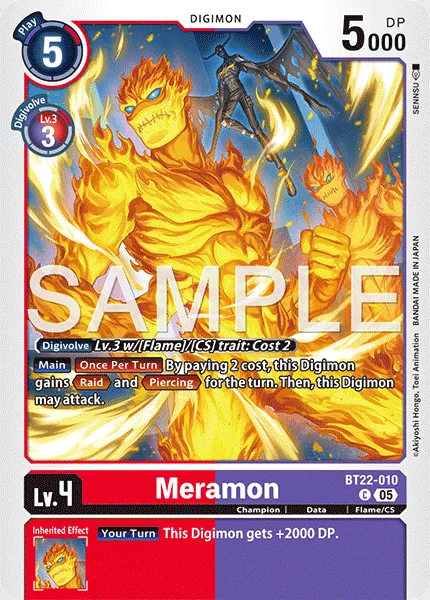 Play
5
DIGIMON
DP
5000
Digivolve
Lv.3
3
SENNSU
SAMPLE
©Akiyoshi Hongo, Toei Animation BANDAI MADE IN JAPAN
Digivolve Lv.3 w/[Flame]/[CS] trait: Cost 2
Main Once Per Turn By paying 2 cost, this Digimon
gains Raid and Piercing for the turn. Then, this Digimon
may attack.
Lv.4
Meramon
BT22-010
C 05
Champion | Data | Flame/CS
Inherited Effect
Your Turn This Digimon gets +2000 DP.